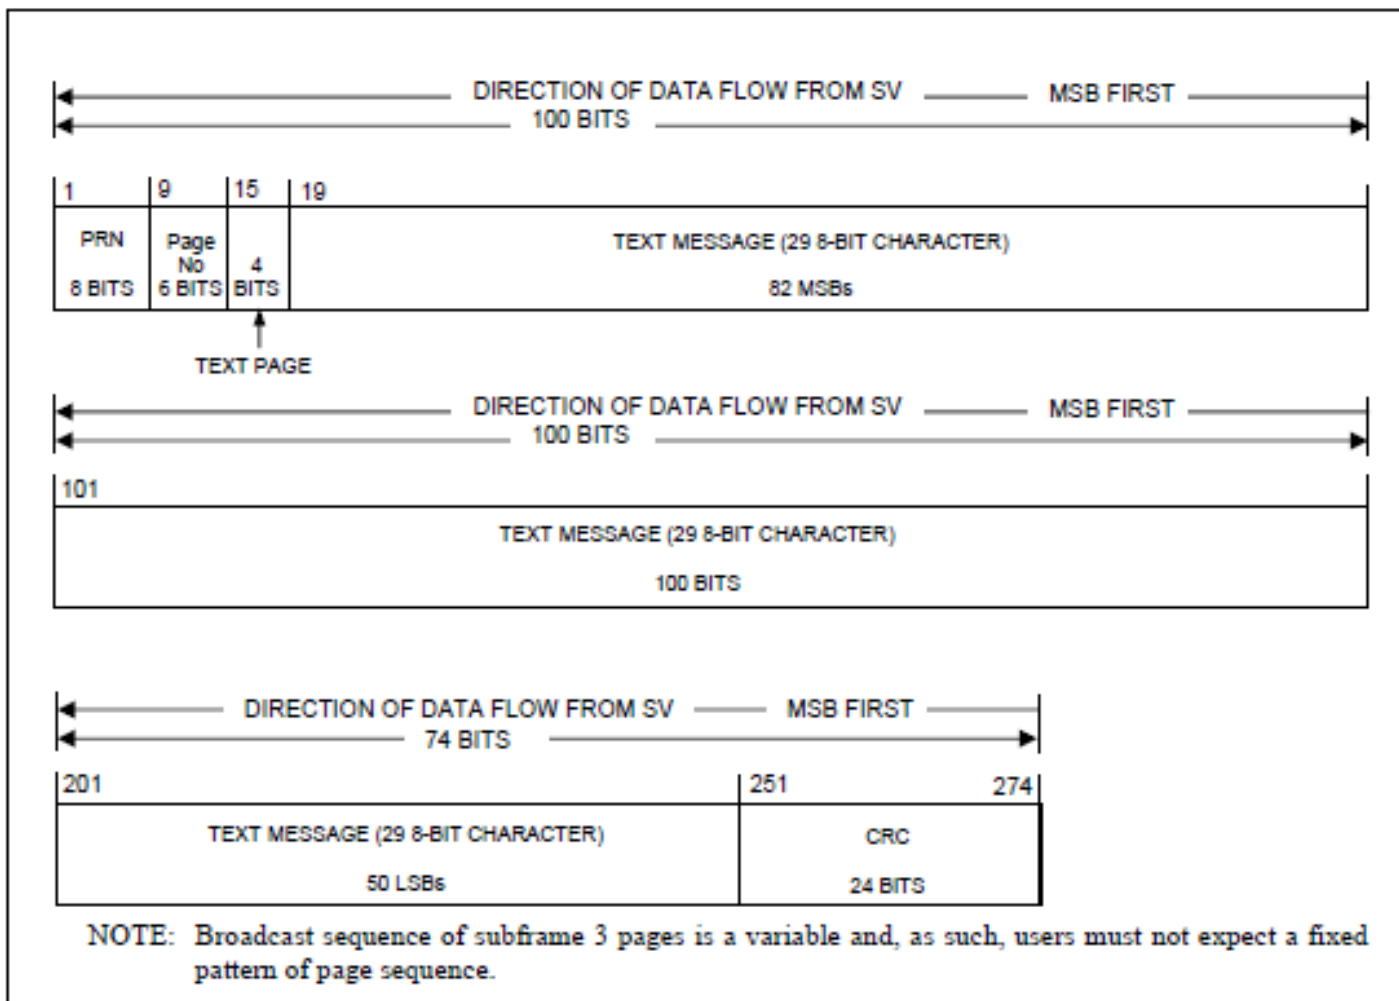 DIRECTION OF DATA FLOW FROM SV MSB FIRST
100 BITS
1 9 15 19
PRN Page No 4 TEXT MESSAGE (29 8-BIT CHARACTER)
8 BITS 6 BITS BITS 82 MSBs
TEXT PAGE
DIRECTION OF DATA FLOW FROM SV MSB FIRST
100 BITS
101
TEXT MESSAGE (29 8-BIT CHARACTER)
100 BITS
DIRECTION OF DATA FLOW FROM SV MSB FIRST
74 BITS
201 251 274
TEXT MESSAGE (29 8-BIT CHARACTER) CRC
50 LSBs 24 BITS
NOTE: Broadcast sequence of subframe 3 pages is a variable and, as such, users must not expect a fixed
pattern of page sequence.